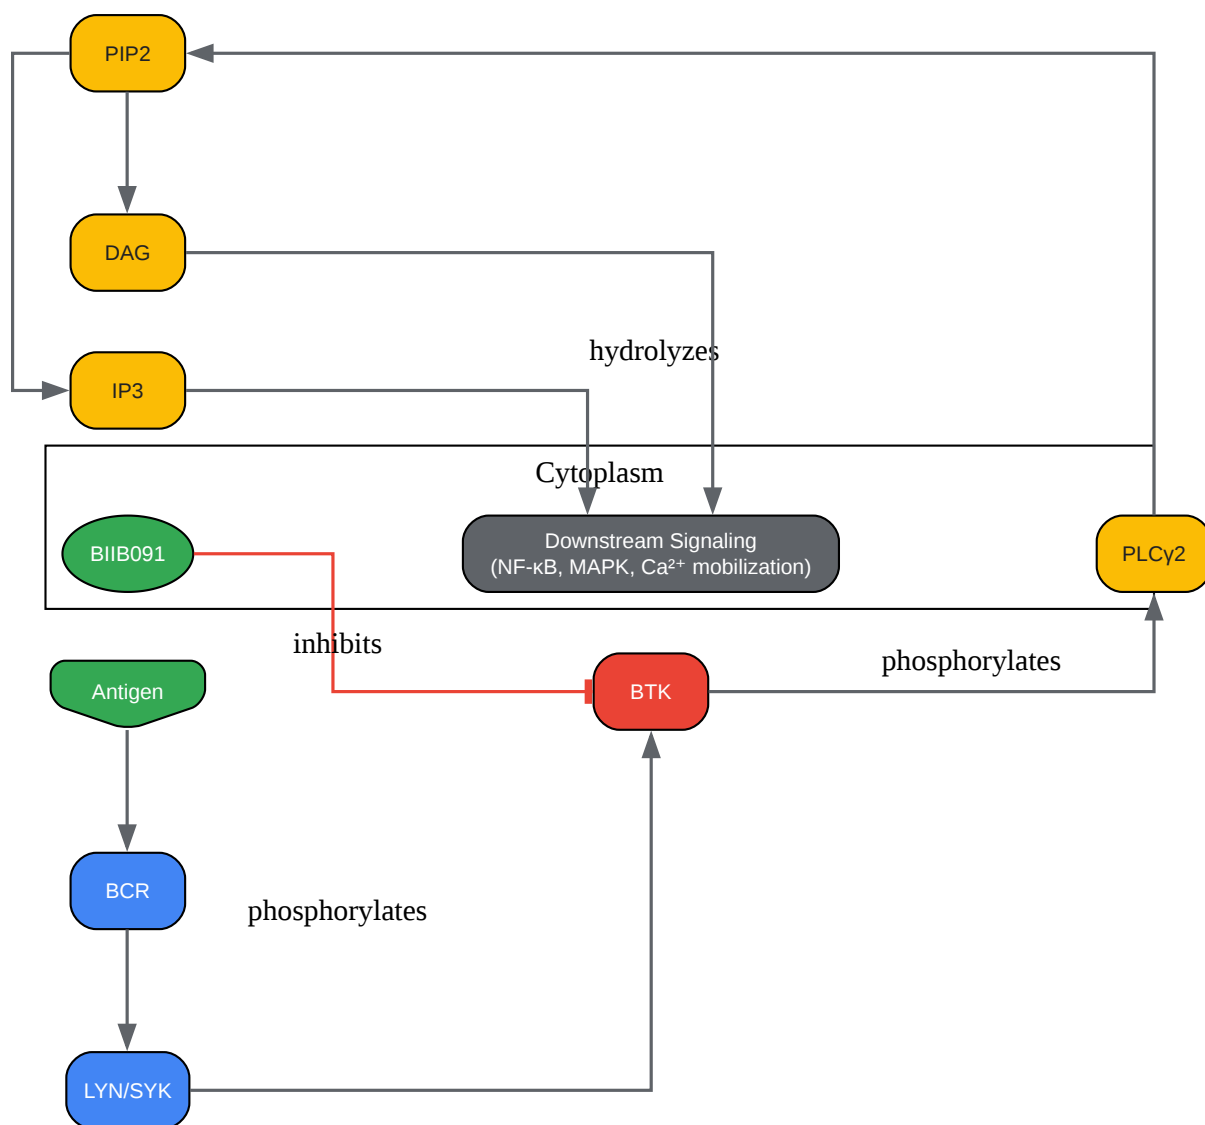 PIP2
DAG
hydrolyzes
IP3
Cytoplasm
BIIB091
Downstream Signaling
(NF-κB, MAPK, Ca²⁺ mobilization)
PLCγ2
inhibits
phosphorylates
Antigen
BTK
BCR
phosphorylates
LYN/SYK